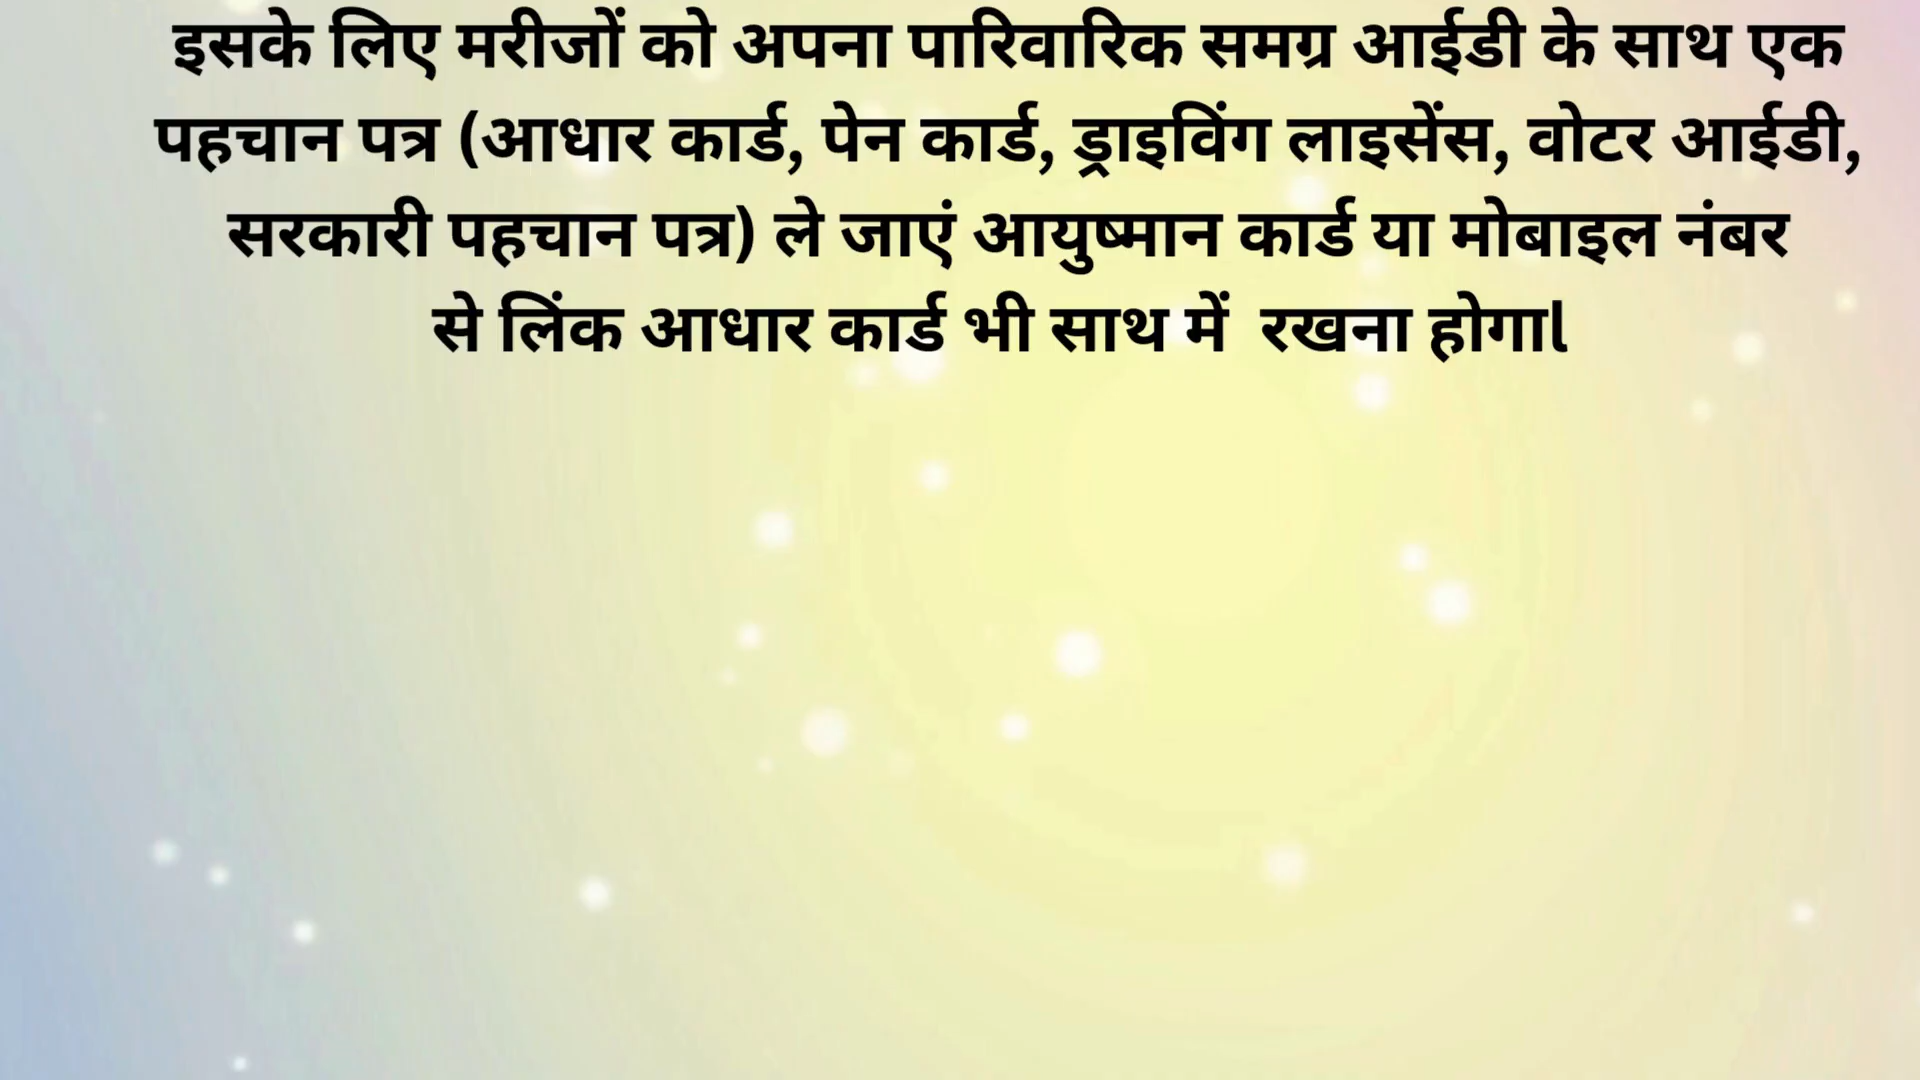 इसके लिए मरीजों को अपना पारिवारिक समग्र आईडी के साथ एक
पहचान पत्र (आधार कार्ड, पेन कार्ड, ड्राइविंग लाइसेंस, वोटर आईडी,
सरकारी पहचान पत्र) ले जाएं आयुष्मान कार्ड या मोबाइल नंबर
से लिंक आधार कार्ड भी साथ में  रखना होगाl